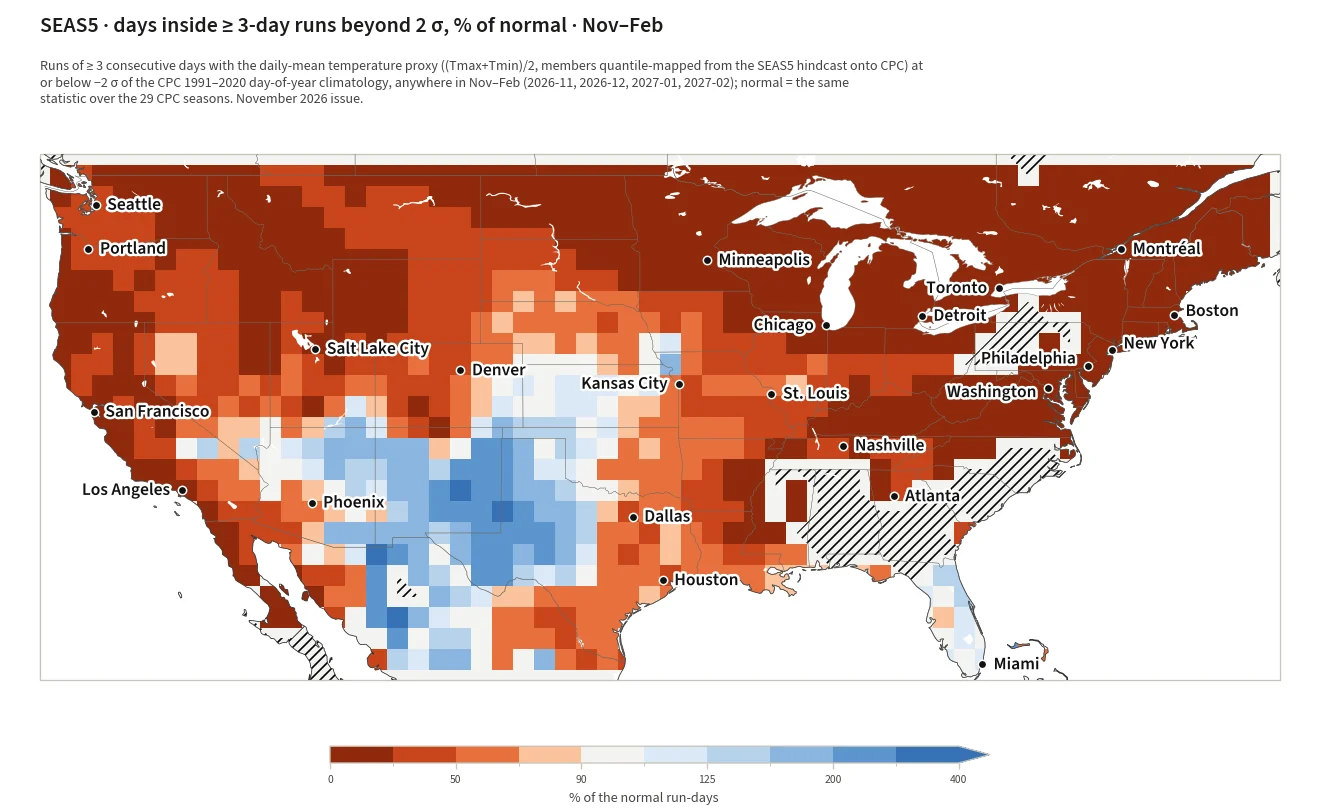 SEAS5 · days inside ≥ 3-day runs beyond 2 σ, % of normal · Nov–Feb
Runs of ≥ 3 consecutive days with the daily-mean temperature proxy ((Tmax+Tmin)/2, members quantile-mapped from the SEAS5 hindcast onto CPC) at
or below −2 σ of the CPC 1991–2020 day-of-year climatology, anywhere in Nov–Feb (2026-11, 2026-12, 2027-01, 2027-02); normal = the same
statistic over the 29 CPC seasons. November 2026 issue.
Seattle
Portland
Minneapolis
Montréal
Toronto
Boston
Detroit
Chicago
New York
Salt Lake City
Philadelphia
Denver
Kansas City
Washington
St. Louis
San Francisco
Nashville
Los Angeles
Phoenix
Atlanta
Dallas
Houston
Miami
0 50 90 125 200 400
% of the normal run-days